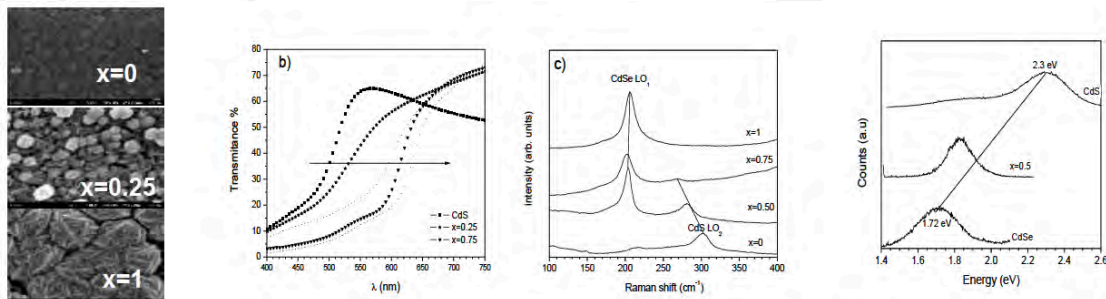 x=0
x=0.25
x=1
b)
Transmitance %
80
70
60
50
40
30
20
10
0
400 450 500 550 600 650 700 750
λ (nm)
CdS
x=0.25
x=0.75
c)
Intensity (arb. units)
CdSe LO₁
x=1
x=0.75
x=0.50
CdS LO₂
x=0
100 150 200 250 300 350 400
Raman shift (cm⁻¹)
Counts (a.u)
2.3 eV
CdS
x=0.5
1.72 eV
CdSe
1.4 1.6 1.8 2.0 2.2 2.4 2.6
Energy (eV)